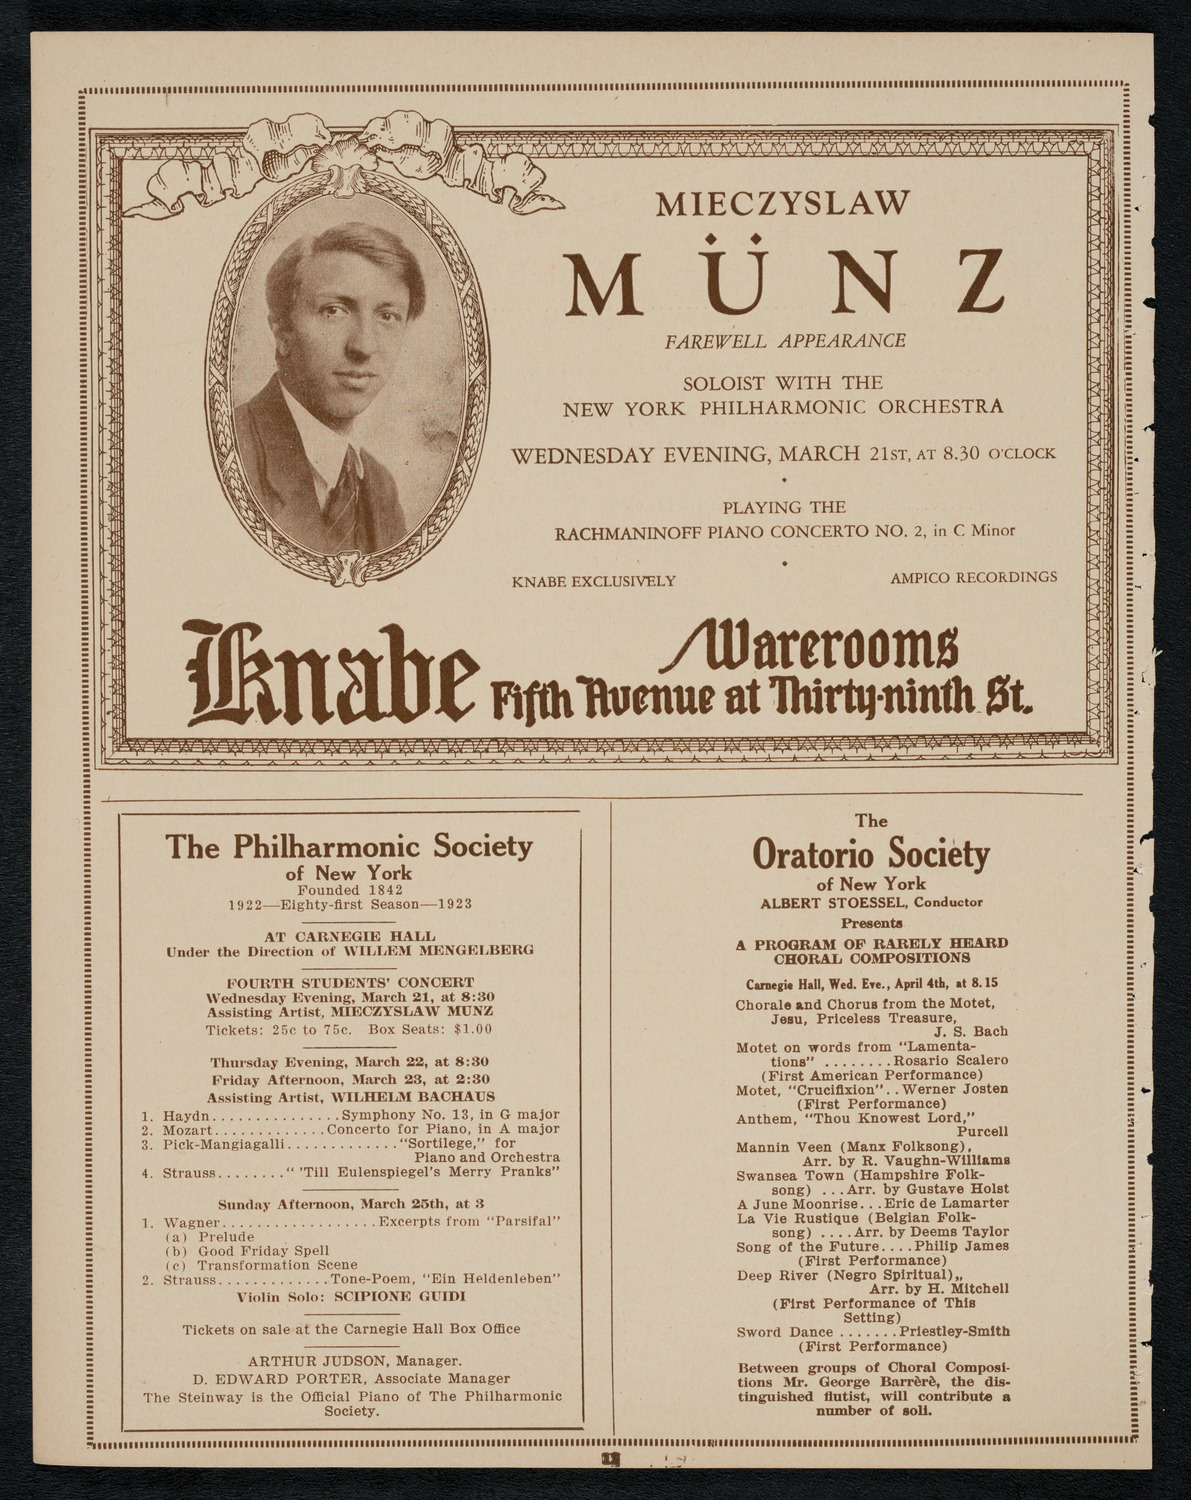 MIECZYSLAW
MÜNZ
FAREWELL APPEARANCE
SOLOIST WITH THE
NEW YORK PHILHARMONIC ORCHESTRA
WEDNESDAY EVENING, MARCH 21ST, AT 8.30 O'CLOCK
PLAYING THE
RACHMANINOFF PIANO CONCERTO NO. 2, in C Minor
KNABE EXCLUSIVELY
AMPICO RECORDINGS
Knabe Warerooms
Fifth Avenue at Thirty-ninth St.
The Philharmonic Society
of New York
Founded 1842
1922—Eighty-first Season—1923
AT CARNEGIE HALL
Under the Direction of WILLEM MENGELBERG
FOURTH STUDENTS' CONCERT
Wednesday Evening, March 21, at 8:30
Assisting Artist, MIECZYSLAW MUNZ
Tickets: 25c to 75c. Box Seats: $1.00
Thursday Evening, March 22, at 8:30
Friday Afternoon, March 23, at 2:30
Assisting Artist, WILHELM BACHAUS
1. Haydn...............Symphony No. 13, in G major
2. Mozart.............Concerto for Piano, in A major
3. Pick-Mangiagalli.............“Sortilege,” for
Piano and Orchestra
4. Strauss........“ 'Till Eulenspiegel's Merry Pranks”
Sunday Afternoon, March 25th, at 3
1. Wagner..................Excerpts from “Parsifal”
(a) Prelude
(b) Good Friday Spell
(c) Transformation Scene
2. Strauss.............Tone-Poem, “Ein Heldenleben”
Violin Solo: SCIPIONE GUIDI
Tickets on sale at the Carnegie Hall Box Office
ARTHUR JUDSON, Manager.
D. EDWARD PORTER, Associate Manager
The Steinway is the Official Piano of The Philharmonic
Society.
The
Oratorio Society
of New York
ALBERT STOESSEL, Conductor
Presents
A PROGRAM OF RARELY HEARD
CHORAL COMPOSITIONS
Carnegie Hall, Wed. Eve., April 4th, at 8.15
Chorale and Chorus from the Motet,
Jesu, Priceless Treasure,
J. S. Bach
Motet on words from “Lamenta-
tions” ........Rosario Scalero
(First American Performance)
Motet, “Crucifixion”..Werner Josten
(First Performance)
Anthem, “Thou Knowest Lord,”
Purcell
Mannin Veen (Manx Folksong),
Arr. by R. Vaughn-Williams
Swansea Town (Hampshire Folk-
song) ...Arr. by Gustave Holst
A June Moonrise...Eric de Lamarter
La Vie Rustique (Belgian Folk-
song) ....Arr. by Deems Taylor
Song of the Future....Philip James
(First Performance)
Deep River (Negro Spiritual),,
Arr. by H. Mitchell
(First Performance of This
Setting)
Sword Dance .......Priestley-Smith
(First Performance)
Between groups of Choral Composi-
tions Mr. George Barrèrè, the dis-
tinguished flutist, will contribute a
number of soli.